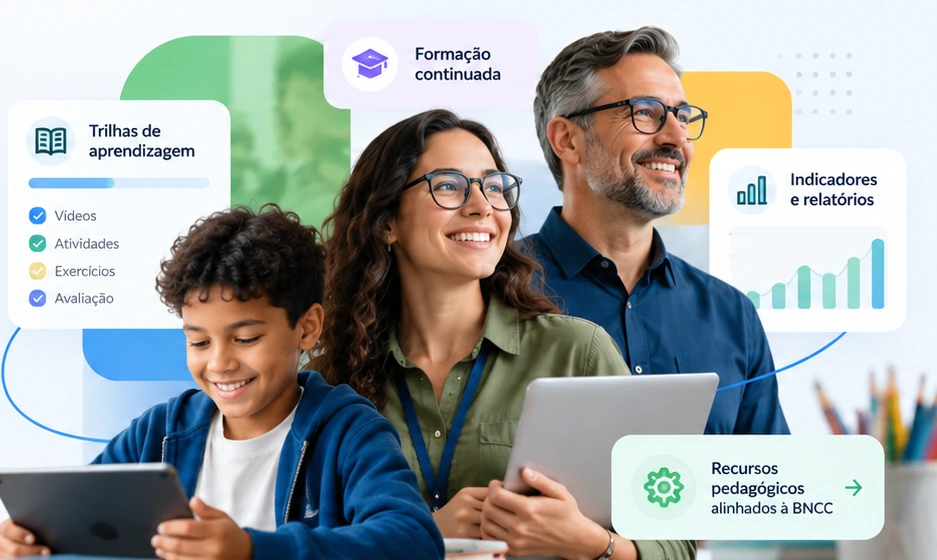 Formação
continuada
Trilhas de
aprendizagem
Vídeos
Atividades
Exercícios
Avaliação
Indicadores
e relatórios
Recursos
pedagógicos
alinhados à BNCC